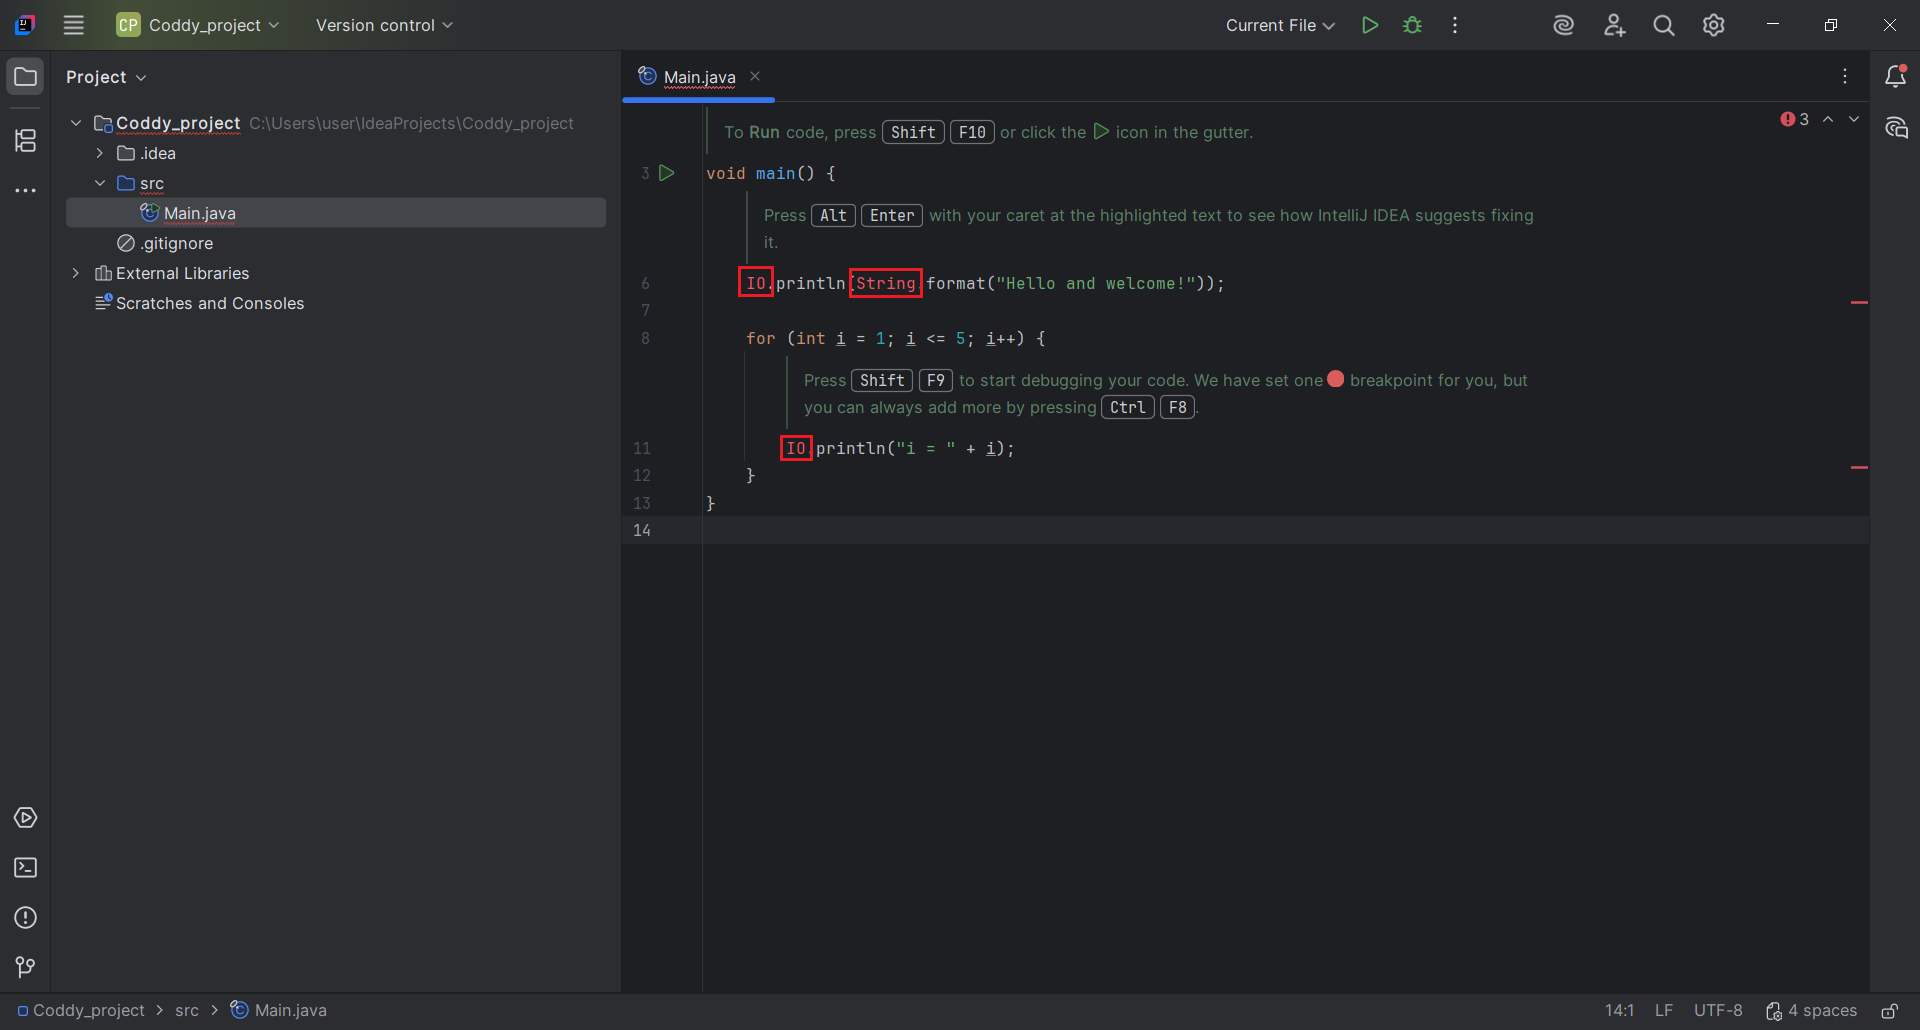 CP Coddy_project Version control Current File
Project
Main.java
Coddy_project C:\Users\user\IdeaProjects\Coddy_project
.idea
src
Main.java
.gitignore
External Libraries
Scratches and Consoles
3
To Run code, press Shift F10 or click the icon in the gutter.
3 void main() {
Press Alt Enter with your caret at the highlighted text to see how IntelliJ IDEA suggests fixing
it.
6 IO.println(String.format("Hello and welcome!"));
7
8 for (int i = 1; i <= 5; i++) {
Press Shift F9 to start debugging your code. We have set one breakpoint for you, but
you can always add more by pressing Ctrl F8.
11 IO.println("i = " + i);
12 }
13 }
14
Coddy_project > src > Main.java 14:1 LF UTF-8 4 spaces